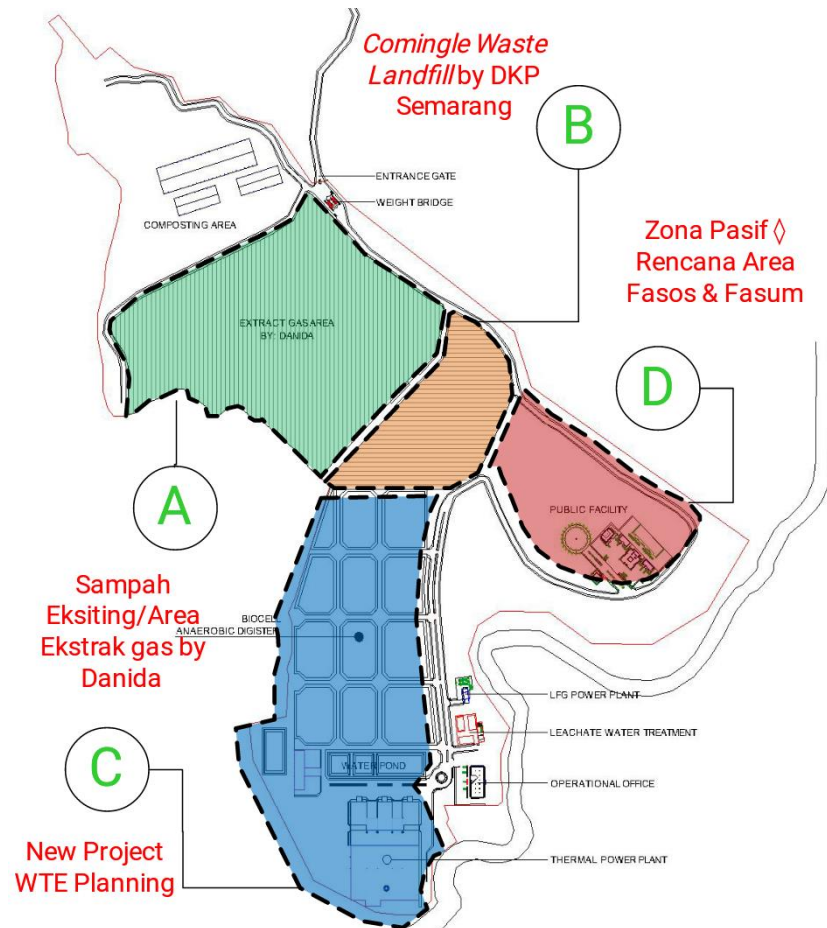 Comingle Waste
Landfill by DKP
Semarang
B
ENTRANCE GATE
WEIGHT BRIDGE
COMPOSTING AREA
Zona Pasif ◊
Rencana Area
Fasos & Fasum
EXTRACT GAS AREA
BY: DANIDA
D
A
PUBLIC FACILITY
Sampah
Eksiting/Area
Ekstrak gas by
Danida
BIOCEL
ANAEROBIC DIGISTER
LFG POWER PLANT
LEACHATE WATER TREATMENT
C
WATER POND
OPERATIONAL OFFICE
New Project
WTE Planning
THERMAL POWER PLANT